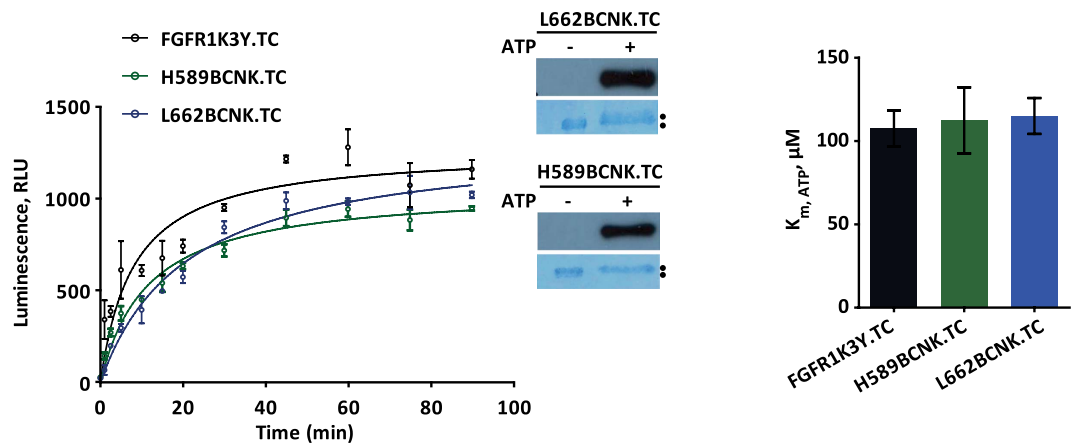 FGFR1K3Y.TC
H589BCNK.TC
L662BCNK.TC
1500
1000
500
0
0 20 40 60 80 100
Luminescence, RLU
Time (min)
L662BCNK.TC
ATP - +
H589BCNK.TC
ATP - +
150
100
50
0
Km, ATP, µM
FGFR1K3Y.TC
H589BCNK.TC
L662BCNK.TC